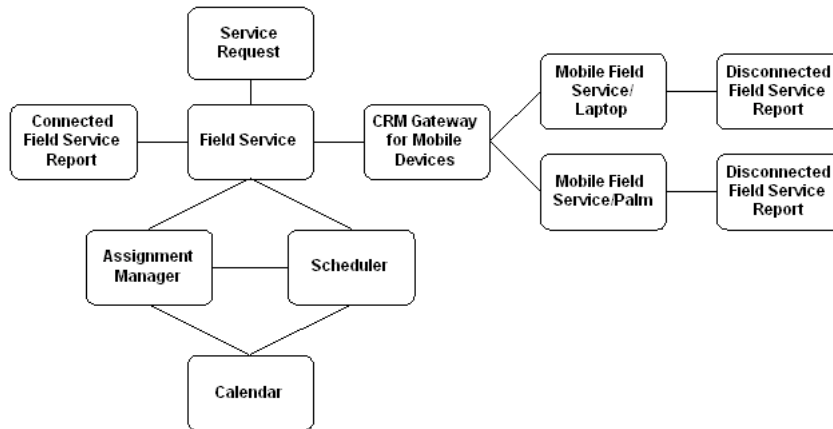 Service
Request
Connected
Field Service
Report
Field Service
CRM Gateway
for Mobile
Devices
Mobile Field
Service/
Laptop
Disconnected
Field Service
Report
Mobile Field
Service/Palm
Disconnected
Field Service
Report
Assignment
Manager
Scheduler
Calendar